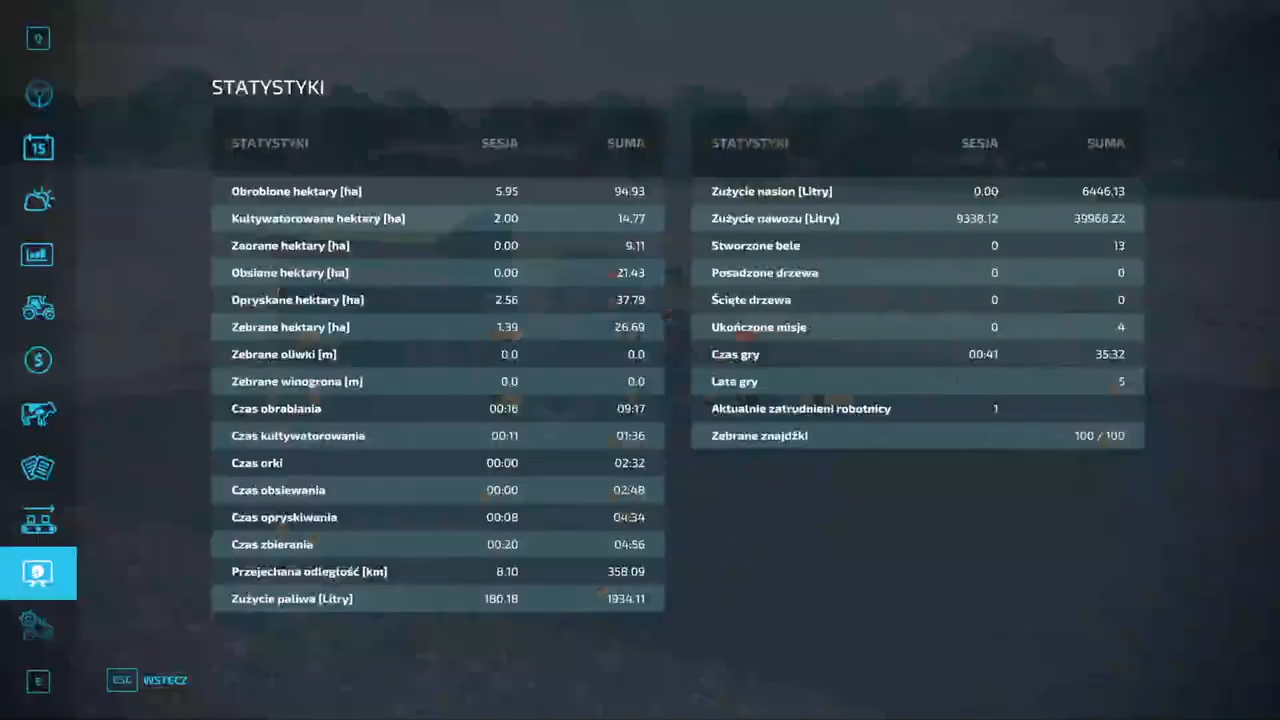 STATYSTYKI
STATYSTYKI SESJA SUMA
Obrobione hektary [ha] 5.95 94.93
Kultywatorowane hektary [ha] 2.00 14.77
Zaorane hektary [ha] 0.00 9.11
Obsiane hektary [ha] 0.00 21.43
Opryskane hektary [ha] 2.56 37.79
Zebrane hektary [ha] 1.39 26.69
Zebrane oliwki [m] 0.0 0.0
Zebrane winogrona [m] 0.0 0.0
Czas obrabiania 00:16 09:17
Czas kultywatorowania 00:11 01:36
Czas orki 00:00 02:32
Czas obsiewania 00:00 02:48
Czas opryskiwania 00:08 04:34
Czas zbierania 00:20 04:56
Przejechana odległość [km] 8.10 358.09
Zużycie paliwa [Litry] 180.18 1934.11
STATYSTYKI SESJA SUMA
Zużycie nasion [Litry] 0.00 6446.13
Zużycie nawozu [Litry] 9338.12 39968.22
Stworzone bele 0 13
Posadzone drzewa 0 0
Ścięte drzewa 0 0
Ukończone misje 0 4
Czas gry 00:41 35:32
Lata gry 5
Aktualnie zatrudnieni robotnicy 1
Zebrane znajdźki 100 / 100
Q
15
$
E
ESC WSTECZ